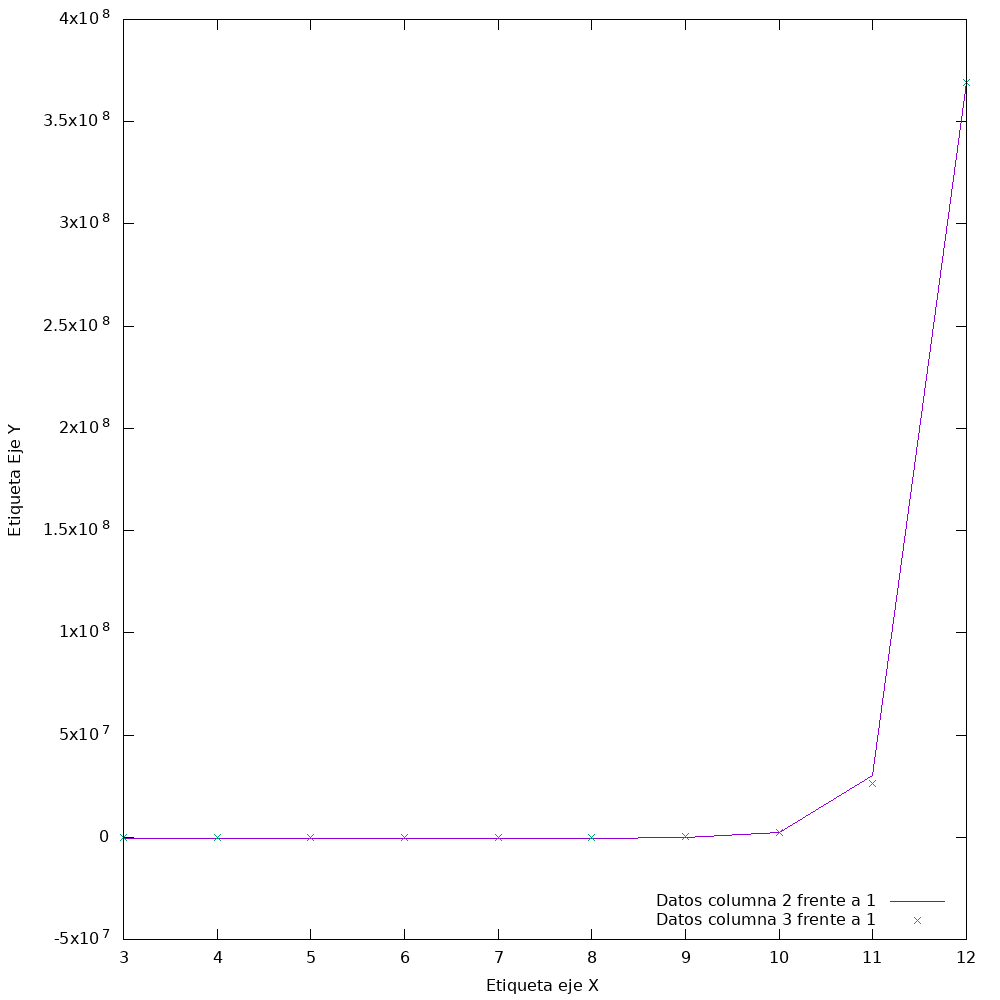 4x10^8
3.5x10^8
3x10^8
2.5x10^8
2x10^8
1.5x10^8
1x10^8
5x10^7
0
-5x10^7
Etiqueta Eje Y
Datos columna 2 frente a 1
Datos columna 3 frente a 1
3 4 5 6 7 8 9 10 11 12
Etiqueta eje X